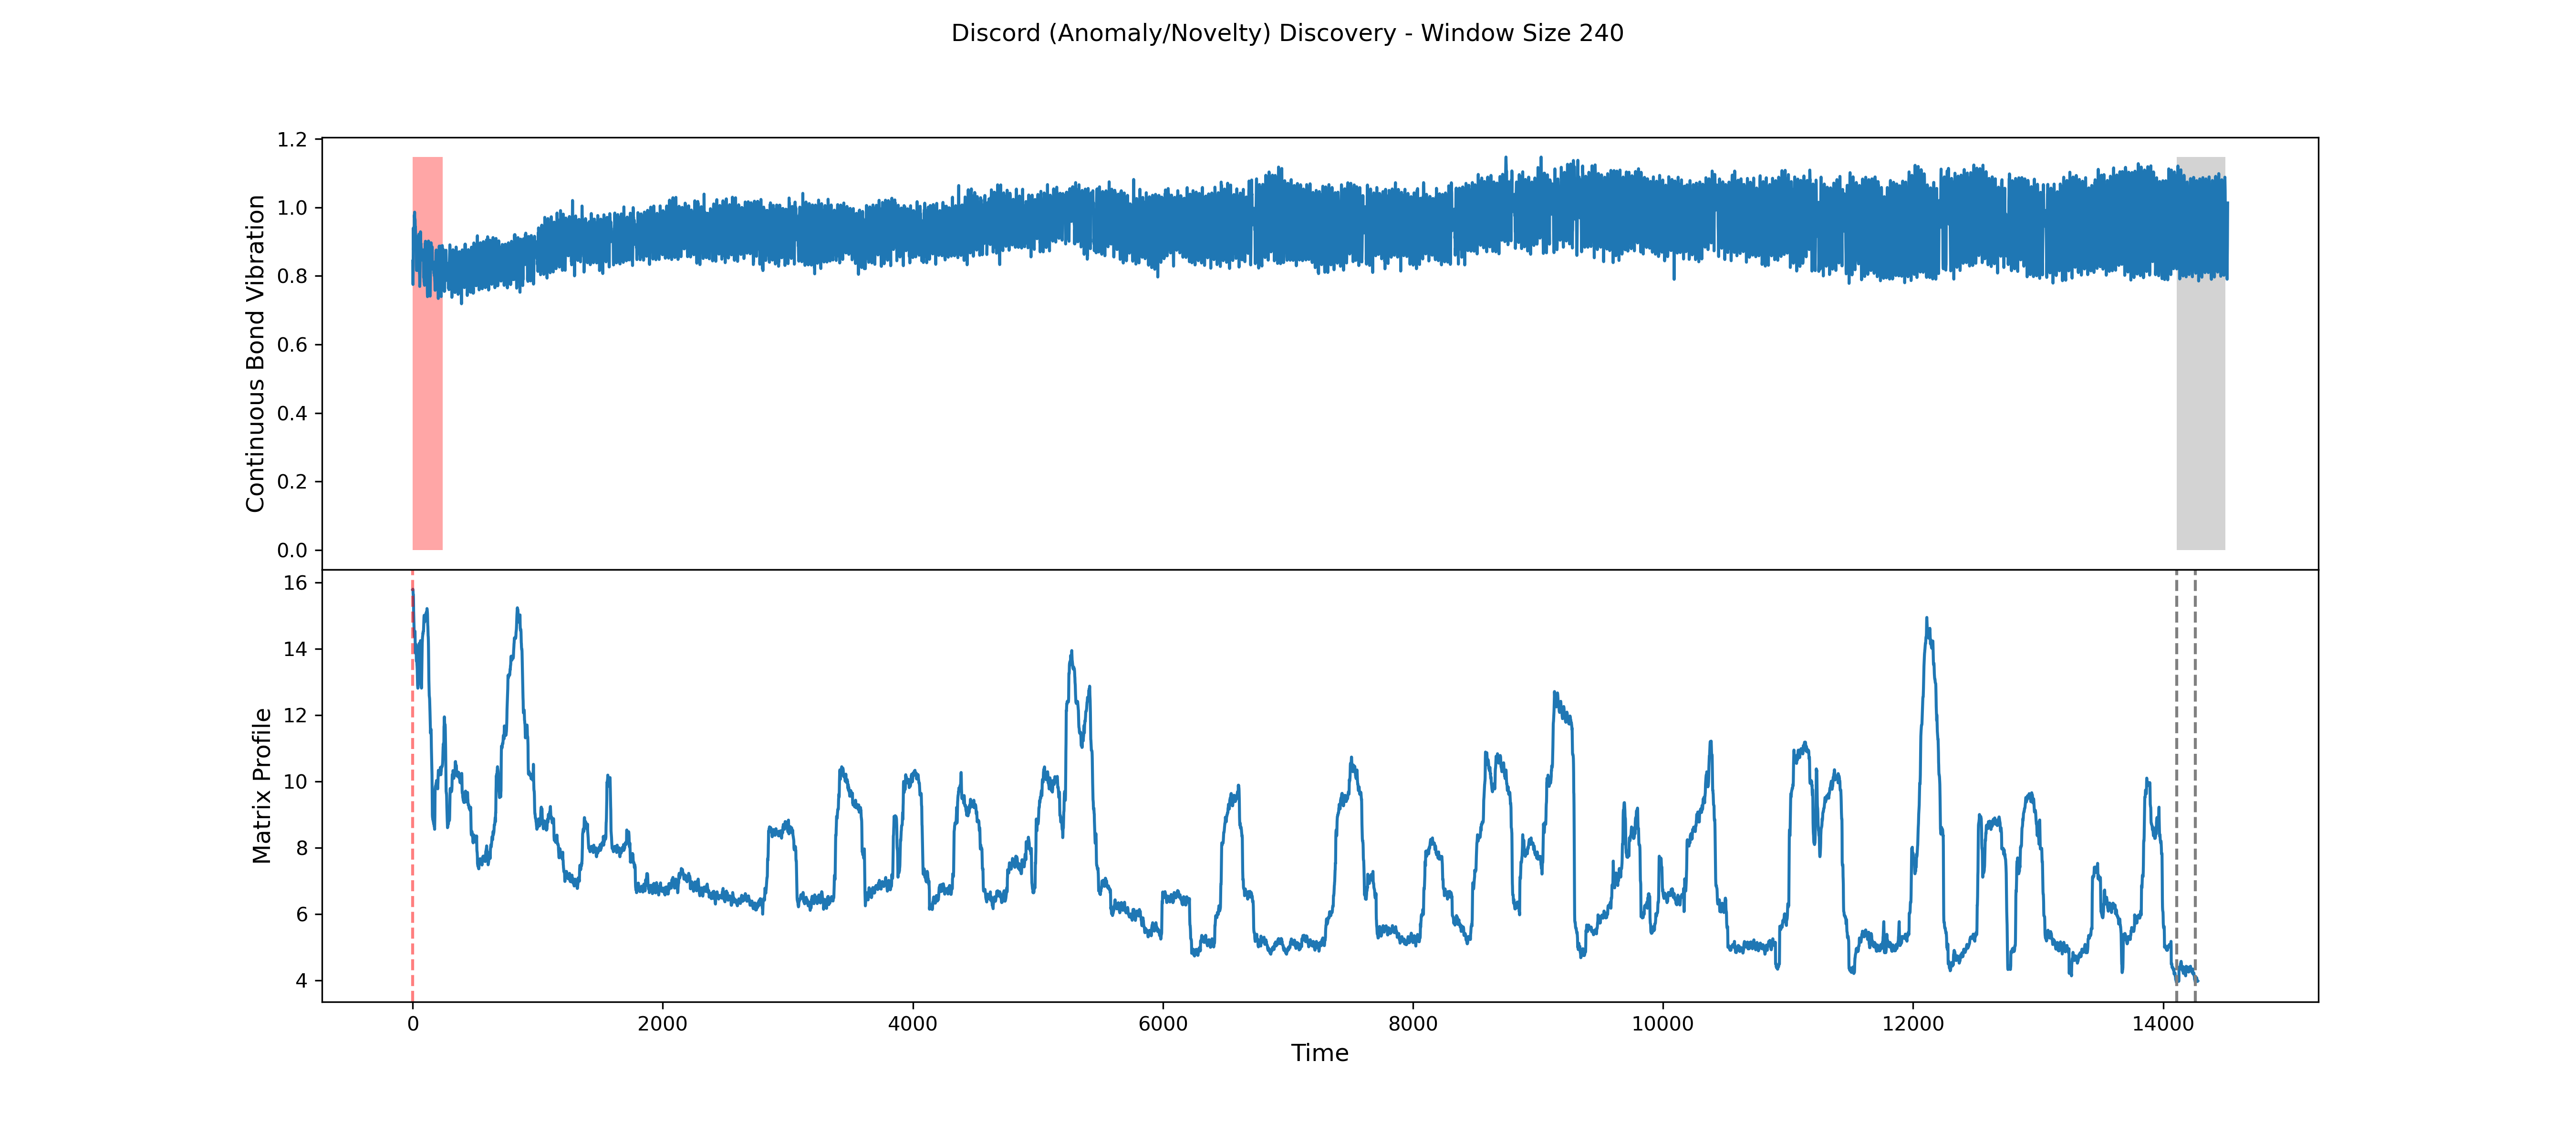 Discord (Anomaly/Novelty) Discovery - Window Size 240
Continuous Bond Vibration
1.2
1.0
0.8
0.6
0.4
0.2
0.0
Matrix Profile
16
14
12
10
8
6
4
0 2000 4000 6000 8000 10000 12000 14000
Time